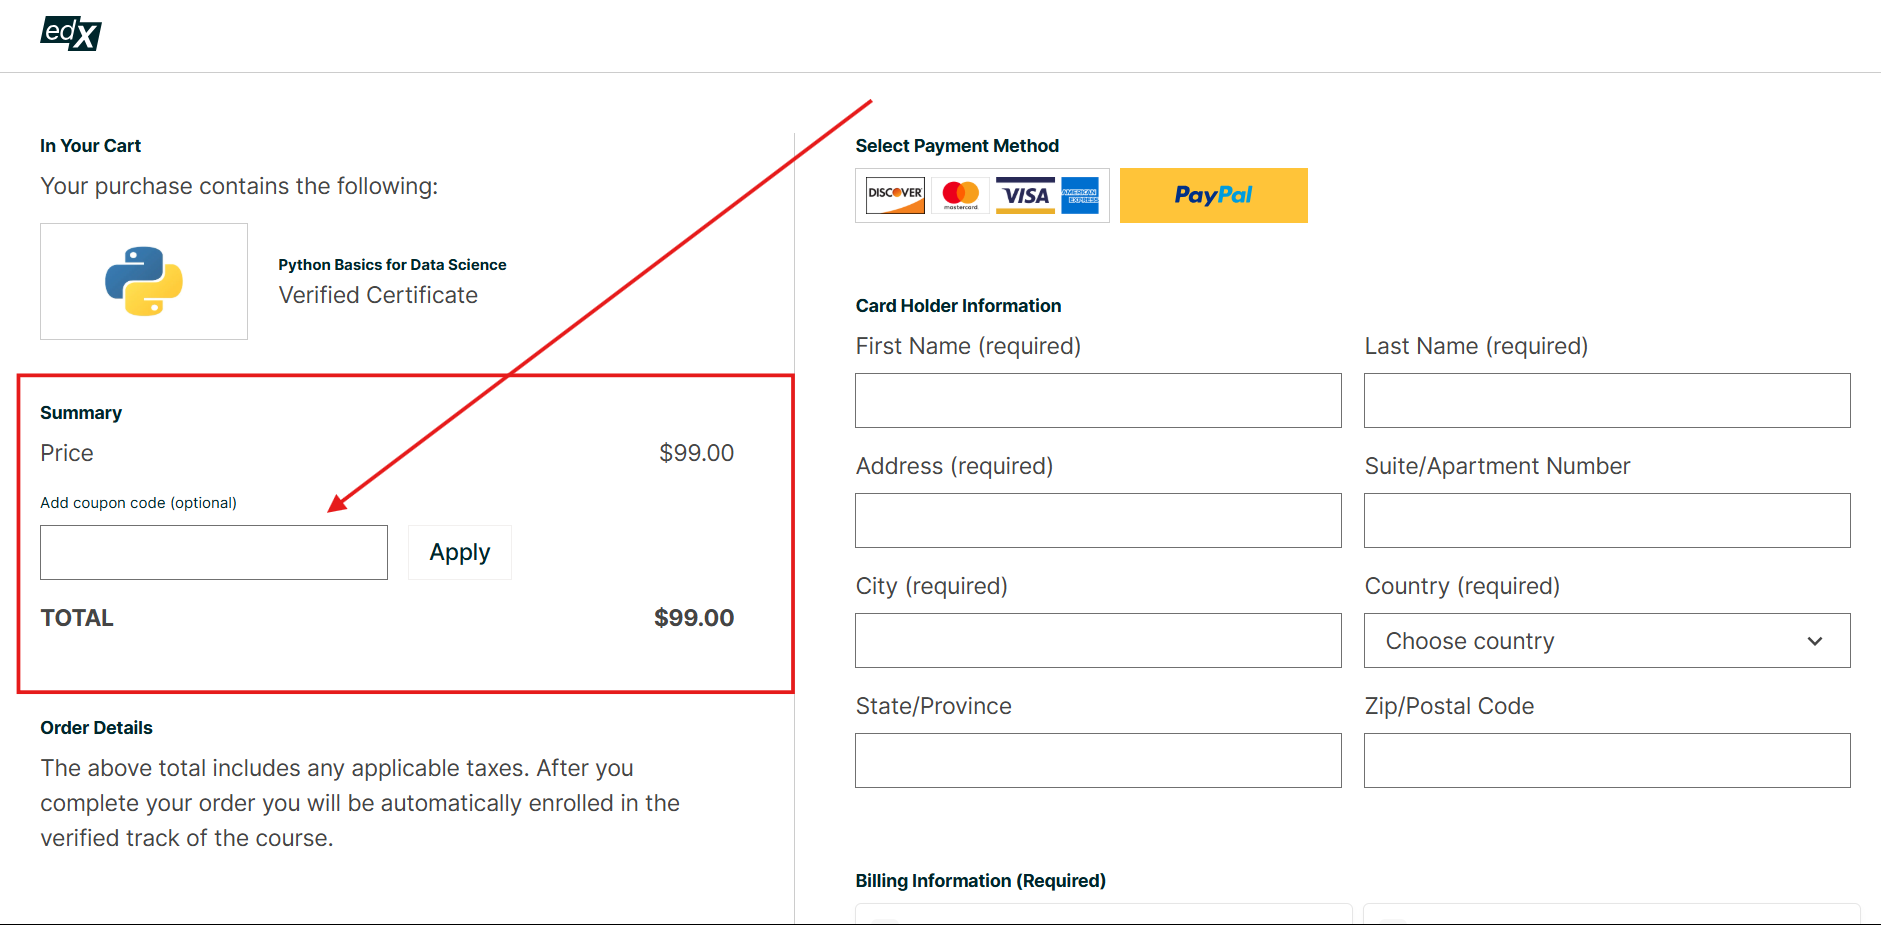 edX
In Your Cart
Your purchase contains the following:
Python Basics for Data Science
Verified Certificate
Summary
Price $99.00
Add coupon code (optional)
Apply
TOTAL $99.00
Order Details
The above total includes any applicable taxes. After you
complete your order you will be automatically enrolled in the
verified track of the course.
Select Payment Method
DISCOVER mastercard VISA AMERICAN EXPRESS PayPal
Card Holder Information
First Name (required) Last Name (required)
Address (required) Suite/Apartment Number
City (required) Country (required)
Choose country
State/Province Zip/Postal Code
Billing Information (Required)